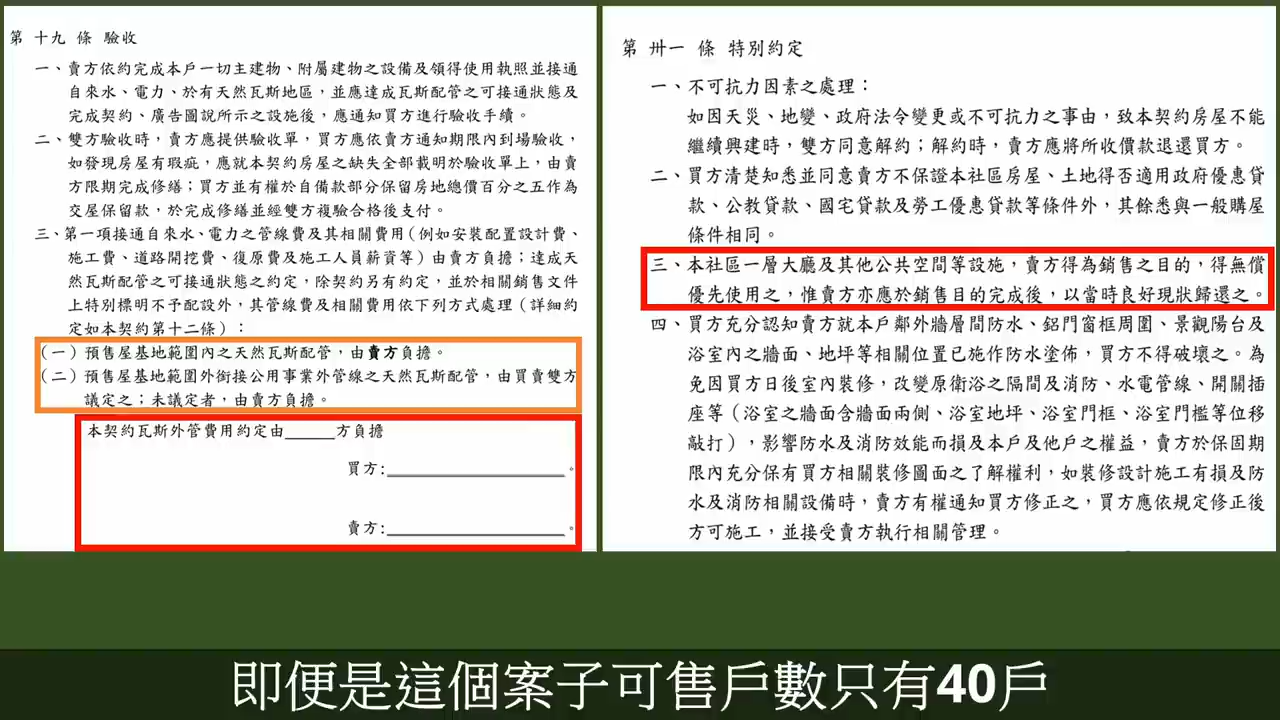 第 十九 條 驗收
一、賣方依約完成本戶一切主建物、附屬建物之設備及領得使用執照並接通
自來水、電力、於有天然瓦斯地區，並應達成瓦斯配管之可接通狀態及
完成契約、廣告圖說所示之設施後，應通知買方進行驗收手續。
二、雙方驗收時，賣方應提供驗收單，買方應依賣方通知期限內到場驗收，
如發現房屋有瑕疵，應就本契約房屋之缺失全部載明於驗收單上，由賣
方限期完成修繕；買方並有權於自備款部分保留房地總價百分之五作為
交屋保留款，於完成修繕並經雙方複驗合格後支付。
三、第一項接通自來水、電力之管線費及其相關費用（例如安裝配置設計費、
施工費、道路開挖費、復原費及施工人員薪資等）由賣方負擔；達成天
然瓦斯配管之可接通狀態之約定，除契約另有約定，並於相關銷售文件
上特別標明不予配設外，其管線費及相關費用依下列方式處理（詳細約
定如本契約第十二條）：
（一）預售屋基地範圍內之天然瓦斯配管，由賣方負擔。
（二）預售屋基地範圍外銜接公用事業外管線之天然瓦斯配管，由買賣雙方
議定之；未議定者，由賣方負擔。
本契約瓦斯外管費用約定由______方負擔
買方:____________________。
賣方:____________________。
第 卅一 條 特別約定
一、不可抗力因素之處理：
如因天災、地變、政府法令變更或不可抗力之事由，致本契約房屋不能
繼續興建時，雙方同意解約；解約時，賣方應將所收價款退還買方。
二、買方清楚知悉並同意賣方不保證本社區房屋、土地得否適用政府優惠貸
款、公教貸款、國宅貸款及勞工優惠貸款等條件外，其餘悉與一般購屋
條件相同。
三、本社區一層大廳及其他公共空間等設施，賣方得為銷售之目的，得無償
優先使用之，惟賣方亦應於銷售目的完成後，以當時良好現狀歸還之。
四、買方充分認知賣方就本戶鄰外牆層間防水、鋁門窗框周圍、景觀陽台及
浴室內之牆面、地坪等相關位置已施作防水塗佈，買方不得破壞之。為
免因買方日後室內裝修，改變原衛浴之隔間及消防、水電管線、開關插
座等（浴室之牆面含牆面兩側、浴室地坪、浴室門框、浴室門檻等位移
敲打），影響防水及消防效能而損及本戶及他戶之權益，賣方於保固期
限內充分保有買方相關裝修圖面之了解權利，如裝修設計施工有損及防
水及消防相關設備時，賣方有權通知買方修正之，買方應依規定修正後
方可施工，並接受賣方執行相關管理。
即便是這個案子可售戶數只有40戶